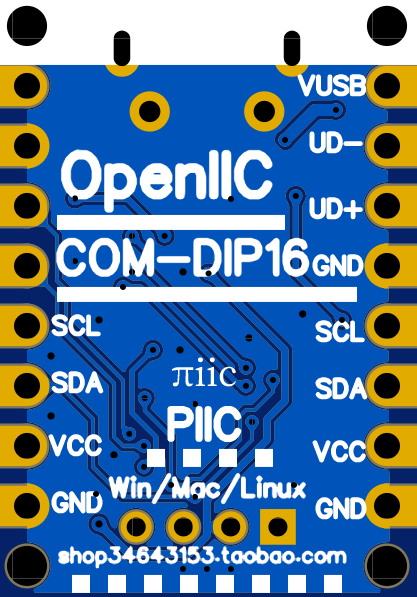 VUSB
UD-
OpenIIC
UD+
COM-DIP16
GND
SCL
SCL
πiic
SDA
SDA
PIIC
VCC
VCC
Win/Mac/Linux
GND
GND
shop34643153.taobao.com